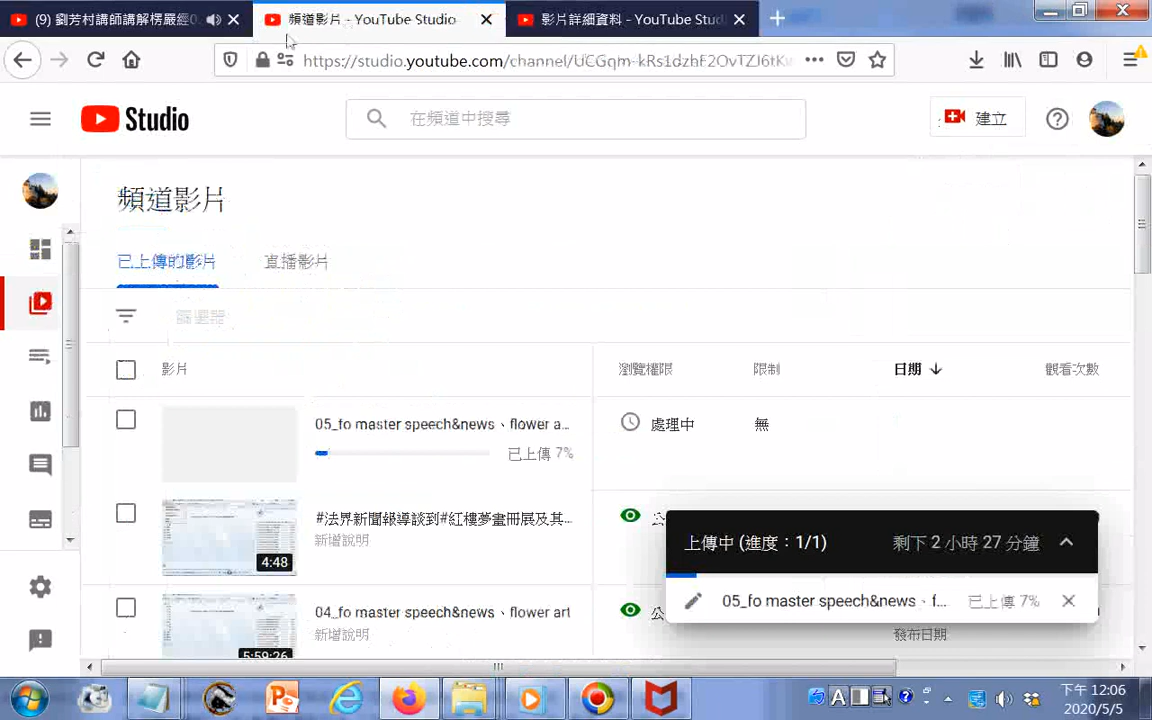 (9) 劉芳村講師講解楞嚴經0
頻道影片 - YouTube Studio
影片詳細資料 - YouTube Stud
https://studio.youtube.com/channel/UCGqm-kRs1dzhF2OvTZJ6tKw
Studio
在頻道中搜尋
建立
頻道影片
已上傳的影片
直播影片
篩選器
影片
瀏覽權限
限制
日期
觀看次數
05_fo master speech&news、flower a...
處理中
無
已上傳 7%
#法界新聞報導談到#紅樓夢畫冊展及其...
新增說明
4:48
上傳中 (進度：1/1)
剩下 2 小時 27 分鐘
05_fo master speech&news、f...
已上傳 7%
04_fo master speech&news、flower art
新增說明
5:59:26
發布日期
下午 12:06
2020/5/5